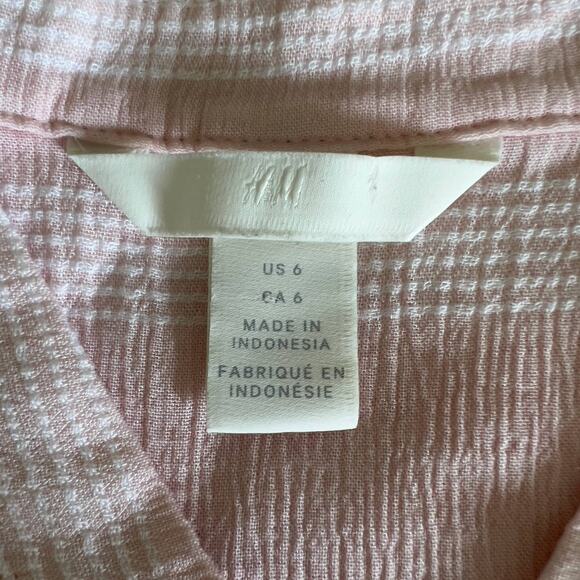 H&M
US 6
CA 6
MADE IN
INDONESIA
FABRIQUÉ EN
INDONÉSIE